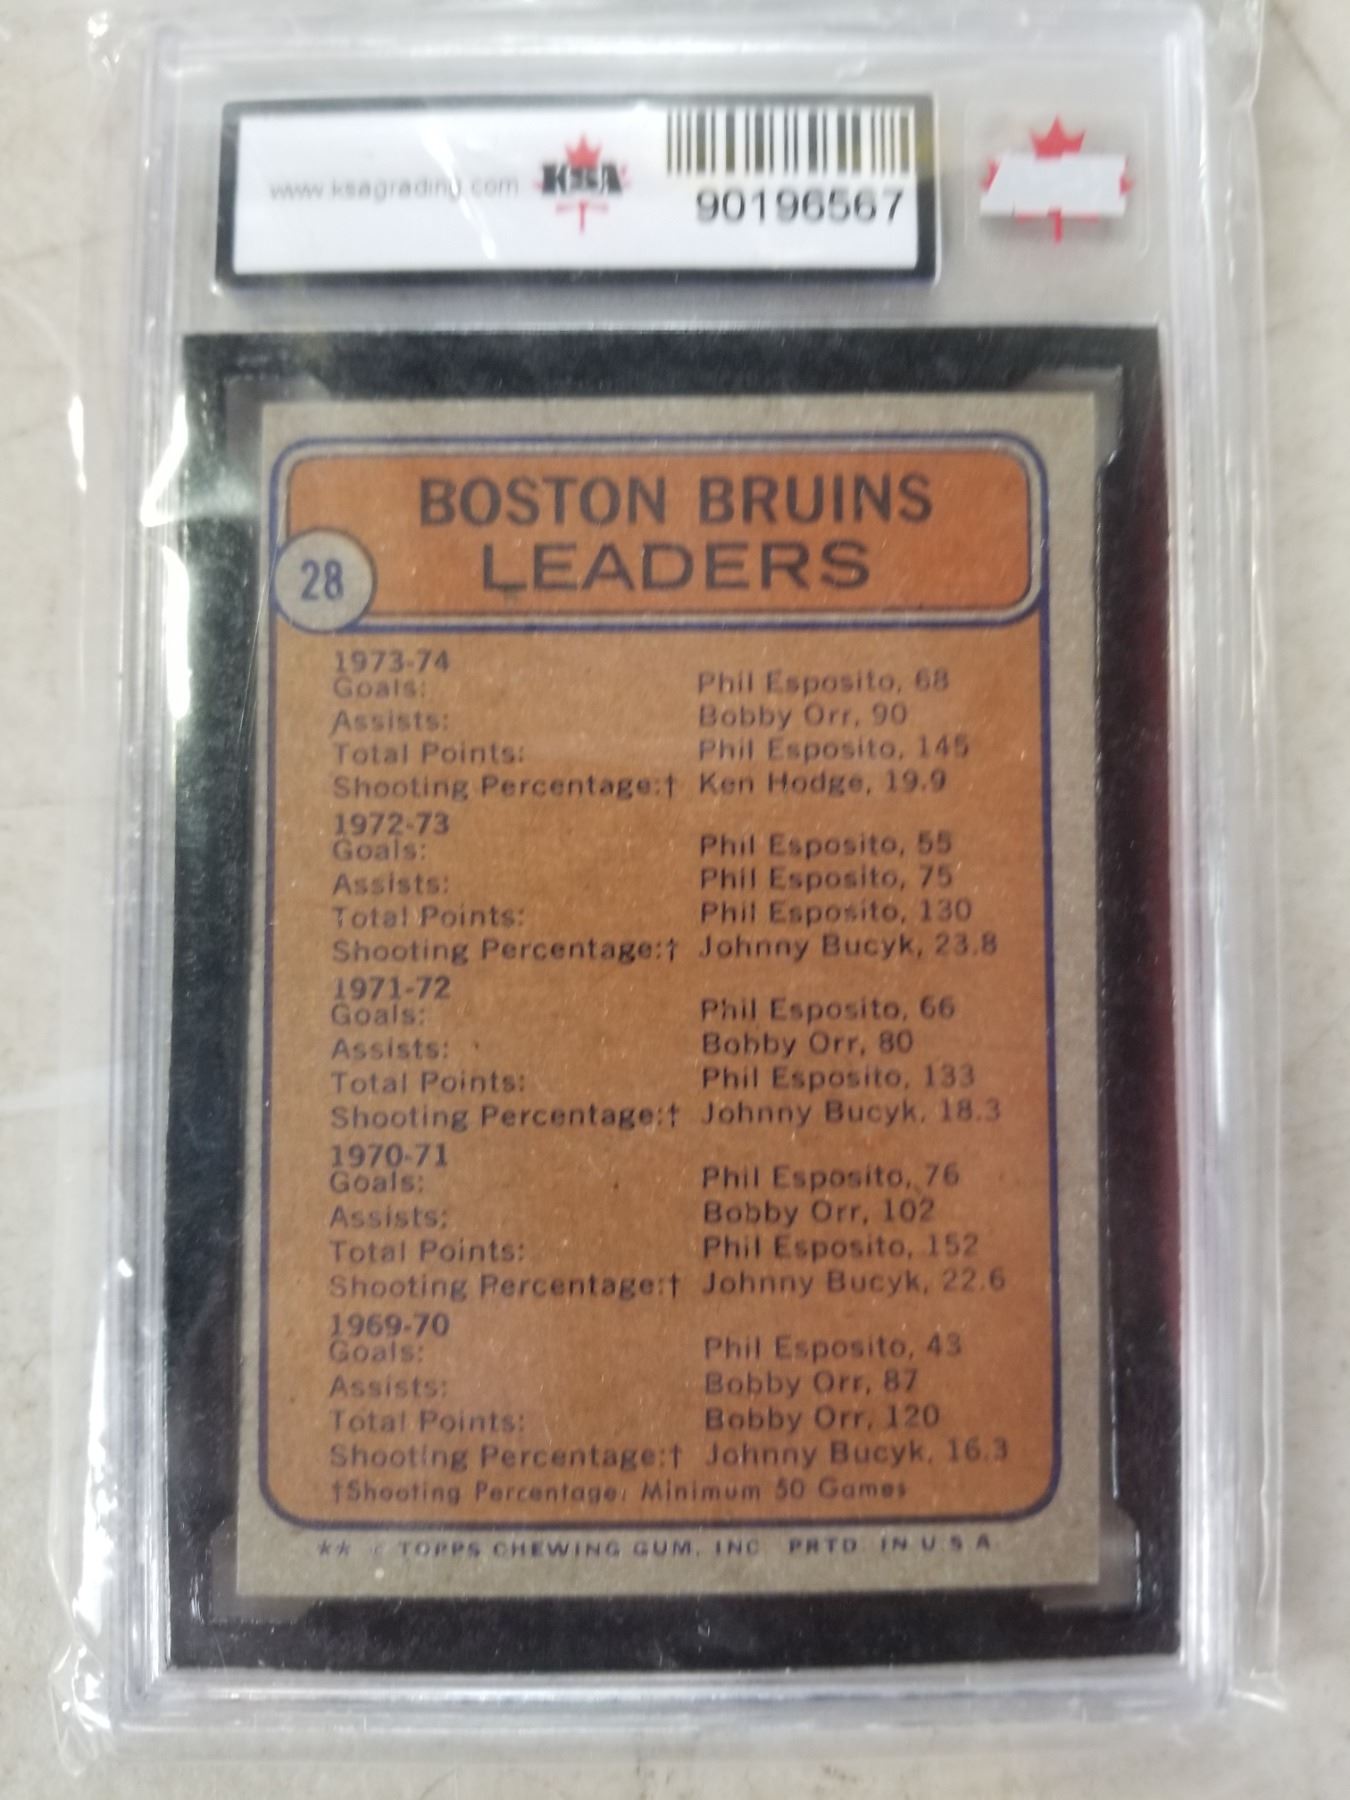 www.ksagrading.com KSA
90196567
BOSTON BRUINS
LEADERS
28
1973-74
Goals: Phil Esposito, 68
Assists: Bobby Orr, 90
Total Points: Phil Esposito, 145
Shooting Percentage:† Ken Hodge, 19.9
1972-73
Goals: Phil Esposito, 55
Assists: Phil Esposito, 75
Total Points: Phil Esposito, 130
Shooting Percentage:† Johnny Bucyk, 23.8
1971-72
Goals: Phil Esposito, 66
Assists: Bobby Orr, 80
Total Points: Phil Esposito, 133
Shooting Percentage:† Johnny Bucyk, 18.3
1970-71
Goals: Phil Esposito, 76
Assists: Bobby Orr, 102
Total Points: Phil Esposito, 152
Shooting Percentage:† Johnny Bucyk, 22.6
1969-70
Goals: Phil Esposito, 43
Assists: Bobby Orr, 87
Total Points: Bobby Orr, 120
Shooting Percentage:† Johnny Bucyk, 16.3
†Shooting Percentage: Minimum 50 Games
** © TOPPS CHEWING GUM, INC. PRTD. IN U.S.A.